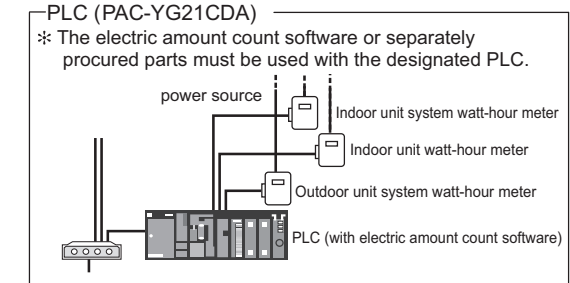 PLC (PAC-YG21CDA)
* The electric amount count software or separately
procured parts must be used with the designated PLC.
power source
Indoor unit system watt-hour meter
Indoor unit watt-hour meter
Outdoor unit system watt-hour meter
PLC (with electric amount count software)